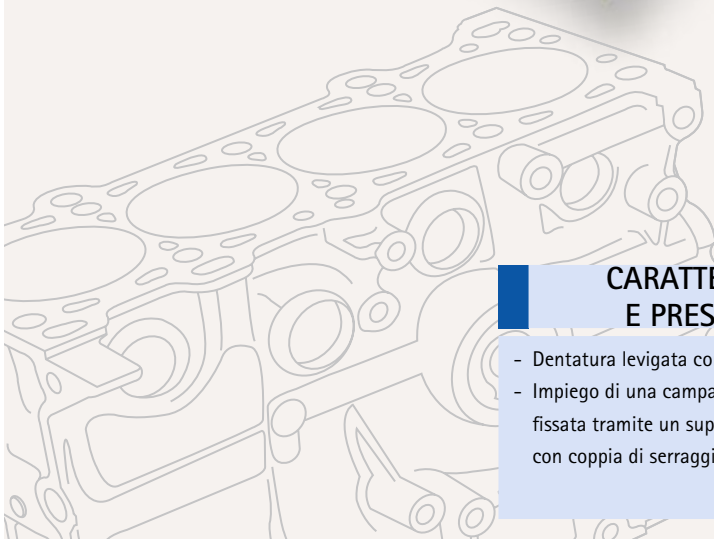 CARATTE
E PRES
- Dentatura levigata co
- Impiego di una campa
fissata tramite un sup
con coppia di serraggi